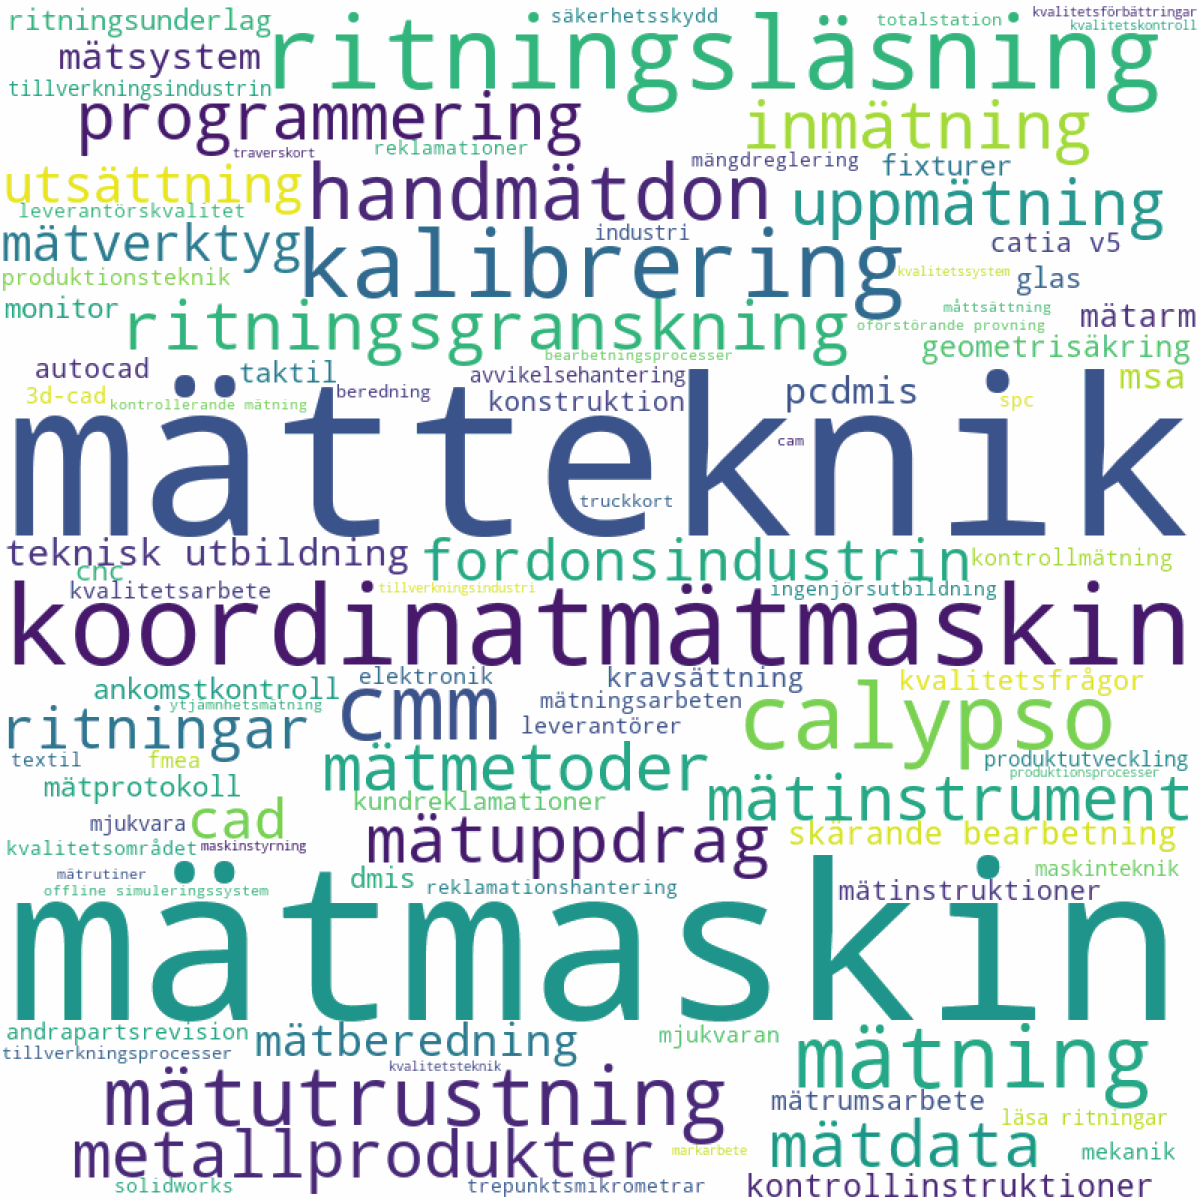 ritningsunderlag
säkerhetsskydd
totalstation
kvalitetsförbättringar
kvalitetskontroll
mätsystem
ritningsläsning
tillverkningsindustrin
programmering
inmätning
traverskort
reklamationer
mängdreglering
fixturer
utsättning
handmätdon
uppmätning
leverantörskvalitet
mätverktyg
kalibrering
industri
catia v5
produktionsteknik
kvalitetssystem
glas
monitor
ritningsgranskning
måttsättning
mätarm
oförstörande provning
geometrisäkring
bearbetningsprocesser
autocad
taktil
avvikelsehantering
pcdmis
msa
3d-cad
kontrollerande mätning
beredning
konstruktion
spc
mätteknik
cam
truckkort
teknisk utbildning
fordonsindustrin
kontrollmätning
cnc
kvalitetsarbete
tillverkningsindustri
ingenjörsutbildning
koordinatmätmaskin
ankomstkontroll
elektronik
kravsättning
kvalitetsfrågor
ytjämnhetsmätning
cmm
mätningsarbeten
calypso
ritningar
leverantörer
textil
fmea
mätmetoder
produktutveckling
produktionsprocesser
mätprotokoll
kundreklamationer
mätinstrument
mjukvara
cad
mätuppdrag
skärande bearbetning
kvalitetsområdet
maskinstyrning
mätrutiner
dmis
maskinteknik
offline simuleringssystem
reklamationshantering
mätinstruktioner
mätmaskin
andrapartsrevision
mätberedning
mjukvaran
mätning
tillverkningsprocesser
kvalitetsteknik
mätutrustning
mätrumsarbete
läsa ritningar
metallprodukter
markarbete
mätdata
mekanik
solidworks
trepunktsmikrometrar
kontrollinstruktioner